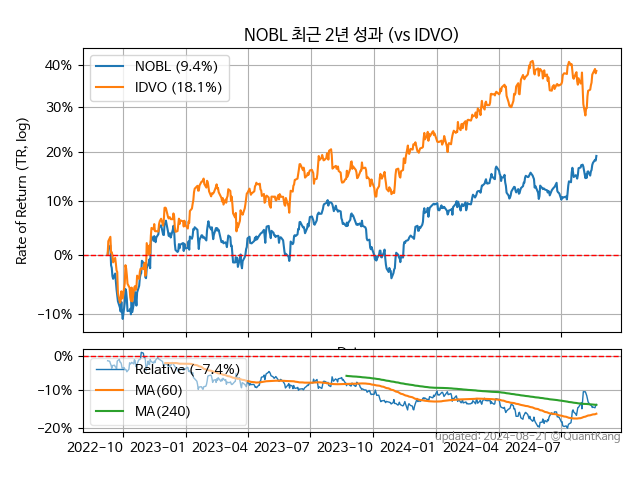 NOBL 최근 2년 성과 (vs IDVO)
NOBL (9.4%)
IDVO (18.1%)
Rate of Return (TR, log)
40%
30%
20%
10%
0%
−10%
Relative (−7.4%)
MA(60)
MA(240)
0%
−10%
−20%
2022−10 2023−01 2023−04 2023−07 2023−10 2024−01 2024−04 2024−07
updated: 2024−08−21 © QuantKang